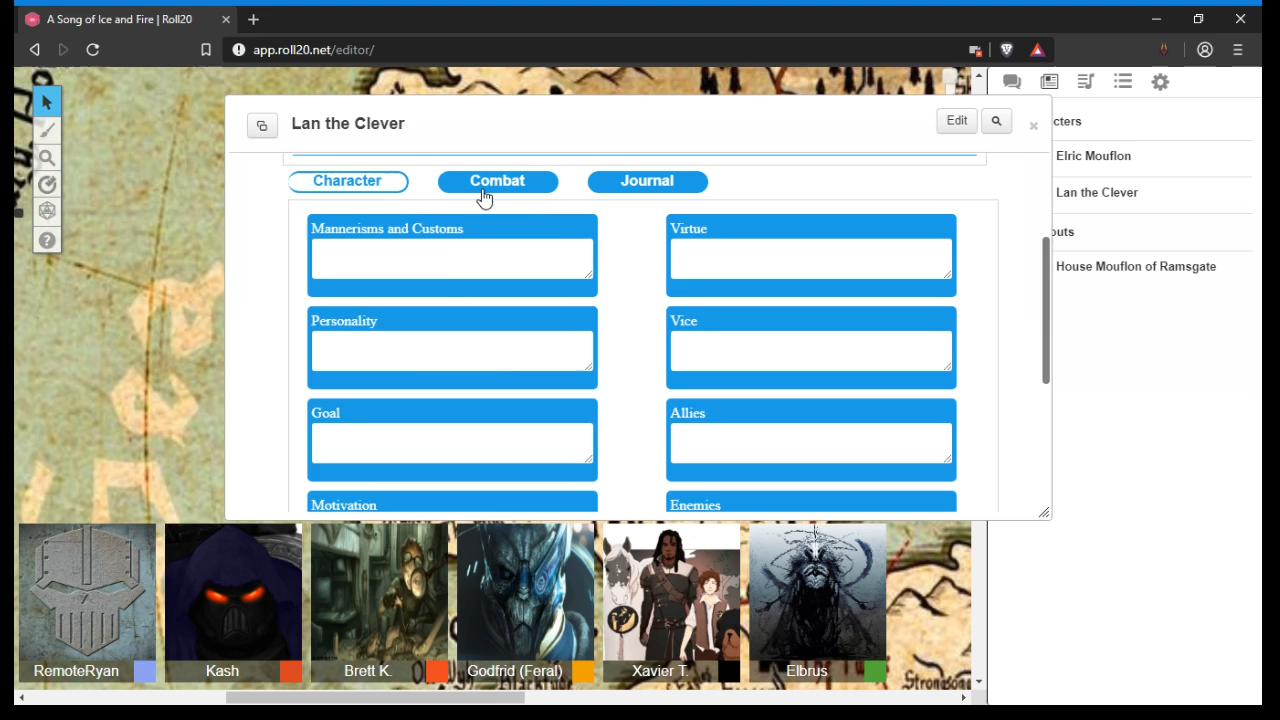 A Song of Ice and Fire | Roll20
app.roll20.net/editor/
Lan the Clever
Edit
Character
Combat
Journal
Mannerisms and Customs
Virtue
Personality
Vice
Goal
Allies
Motivation
Enemies
cters
Elric Mouflon
Lan the Clever
outs
House Mouflon of Ramsgate
RemoteRyan
Kash
Brett K.
Godfrid (Feral)
Xavier T.
Elbrus